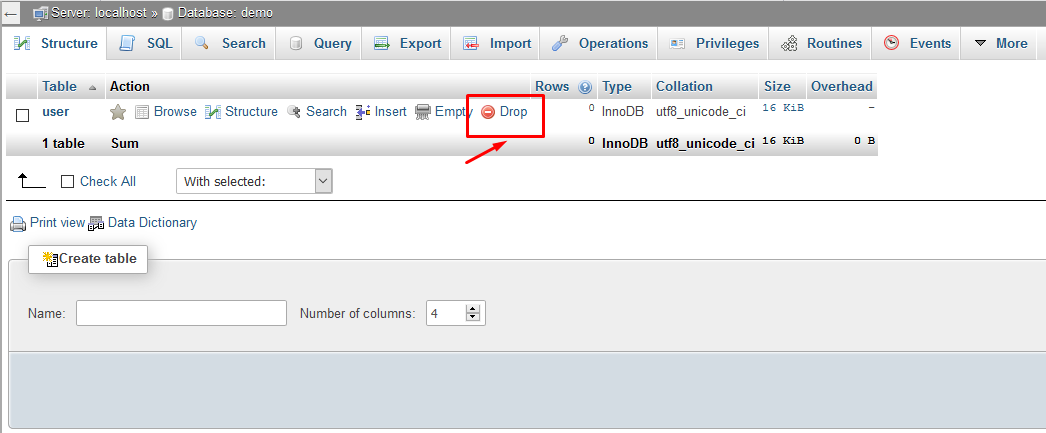 Server: localhost » Database: demo
Structure SQL Search Query Export Import Operations Privileges Routines Events More
Table Action Rows Type Collation Size Overhead
user Browse Structure Search Insert Empty Drop 0 InnoDB utf8_unicode_ci 16 KiB -
1 table Sum 0 InnoDB utf8_unicode_ci 16 KiB 0 B
Check All With selected:
Print view Data Dictionary
Create table
Name: Number of columns: 4